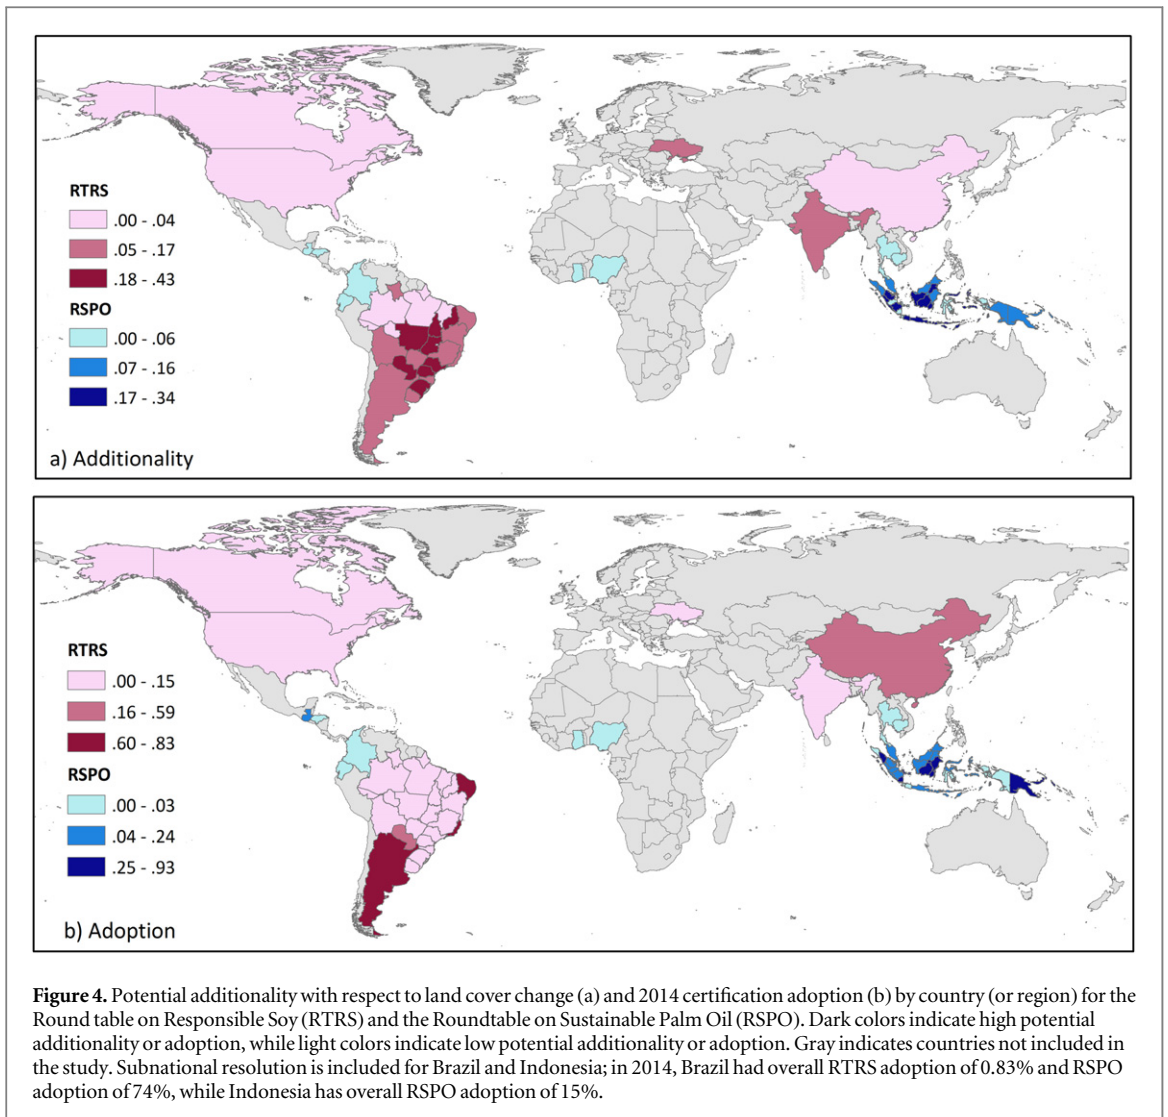 RTRS
.00 - .04
.05 - .17
.18 - .43
RSPO
.00 - .06
.07 - .16
.17 - .34
a) Additionality
RTRS
.00 - .15
.16 - .59
.60 - .83
RSPO
.00 - .03
.04 - .24
.25 - .93
b) Adoption
Figure 4. Potential additionality with respect to land cover change (a) and 2014 certification adoption (b) by country (or region) for the
Round table on Responsible Soy (RTRS) and the Roundtable on Sustainable Palm Oil (RSPO). Dark colors indicate high potential
additionality or adoption, while light colors indicate low potential additionality or adoption. Gray indicates countries not included in
the study. Subnational resolution is included for Brazil and Indonesia; in 2014, Brazil had overall RTRS adoption of 0.83% and RSPO
adoption of 74%, while Indonesia has overall RSPO adoption of 15%.